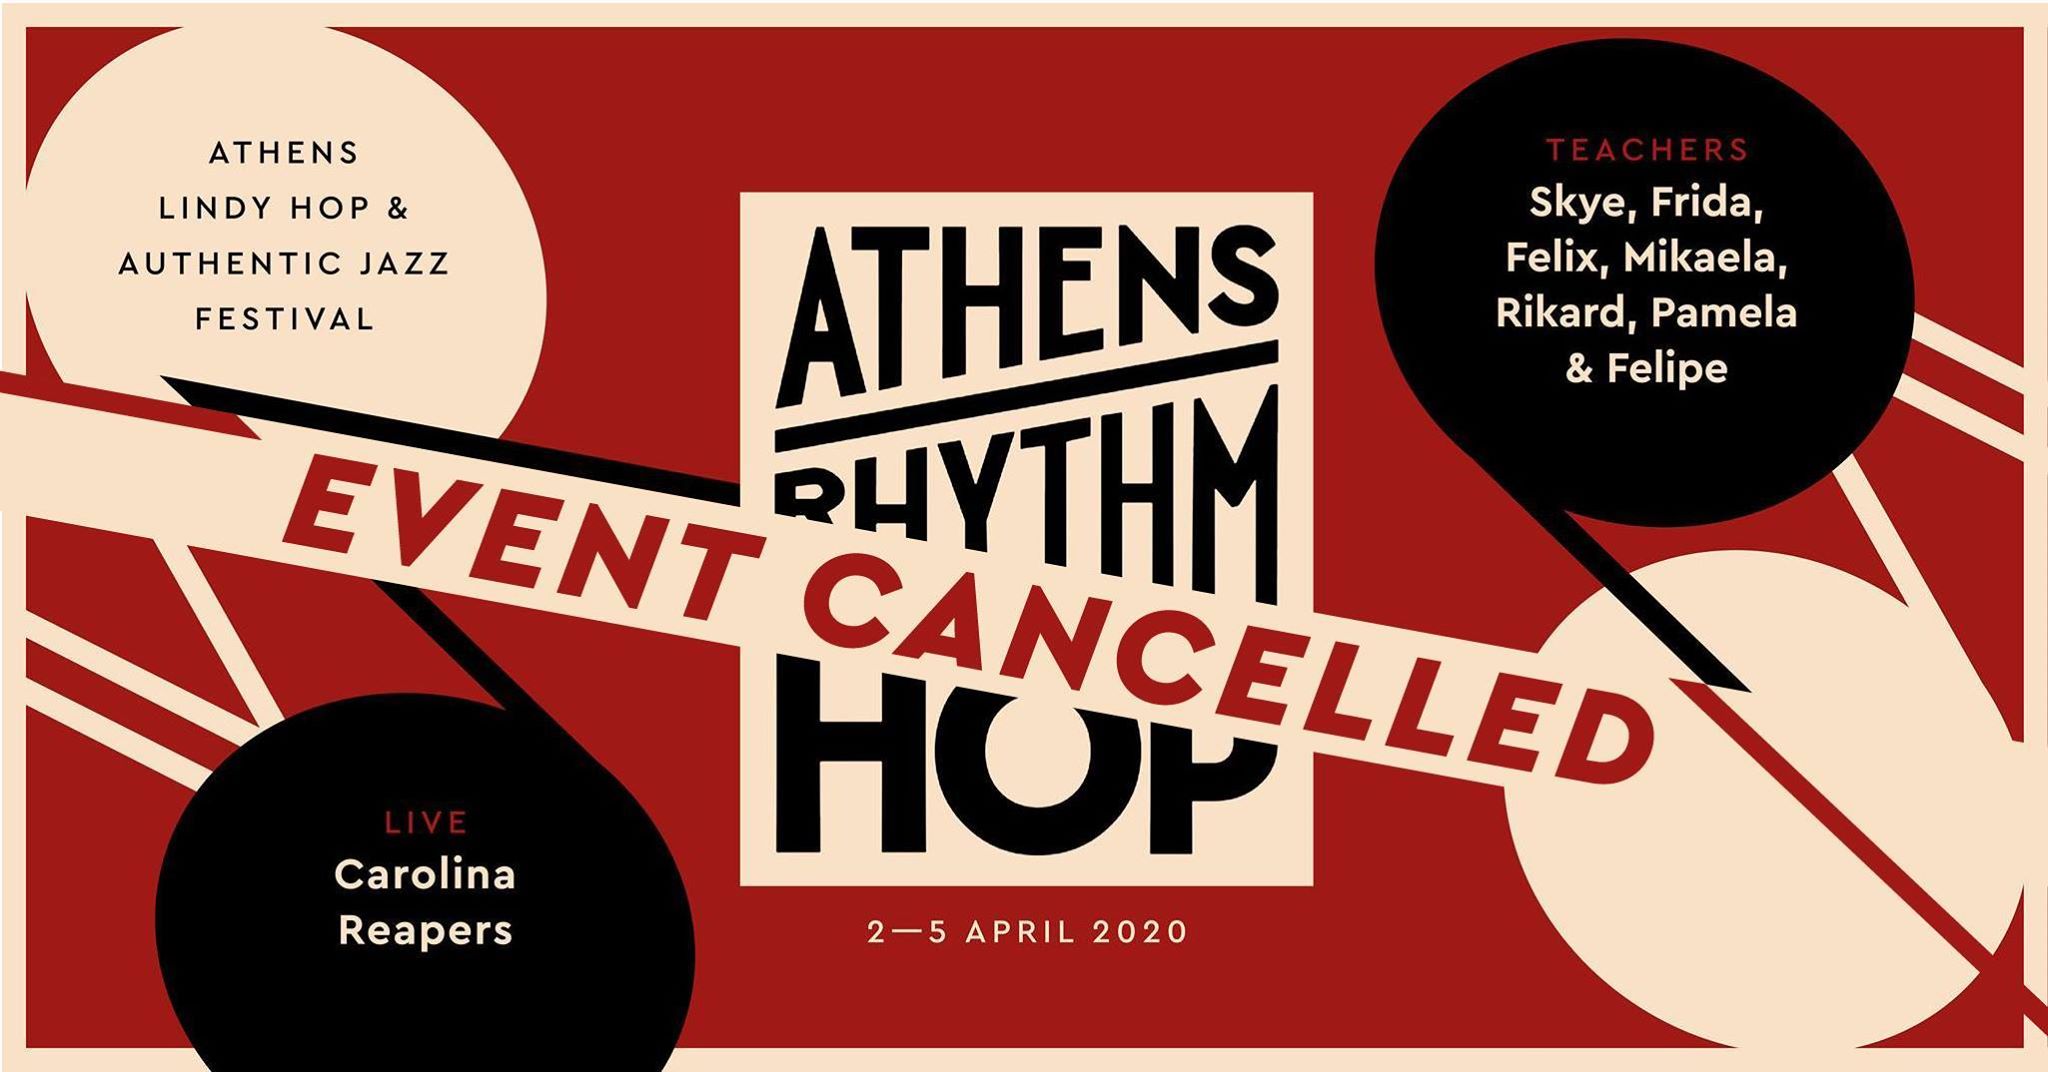 ATHENS
LINDY HOP &
AUTHENTIC JAZZ
FESTIVAL
TEACHERS
Skye, Frida,
Felix, Mikaela,
Rikard, Pamela
& Felipe
ATHENS
RHYTHM
HOP
EVENT CANCELLED
LIVE
Carolina
Reapers
2—5 APRIL 2020